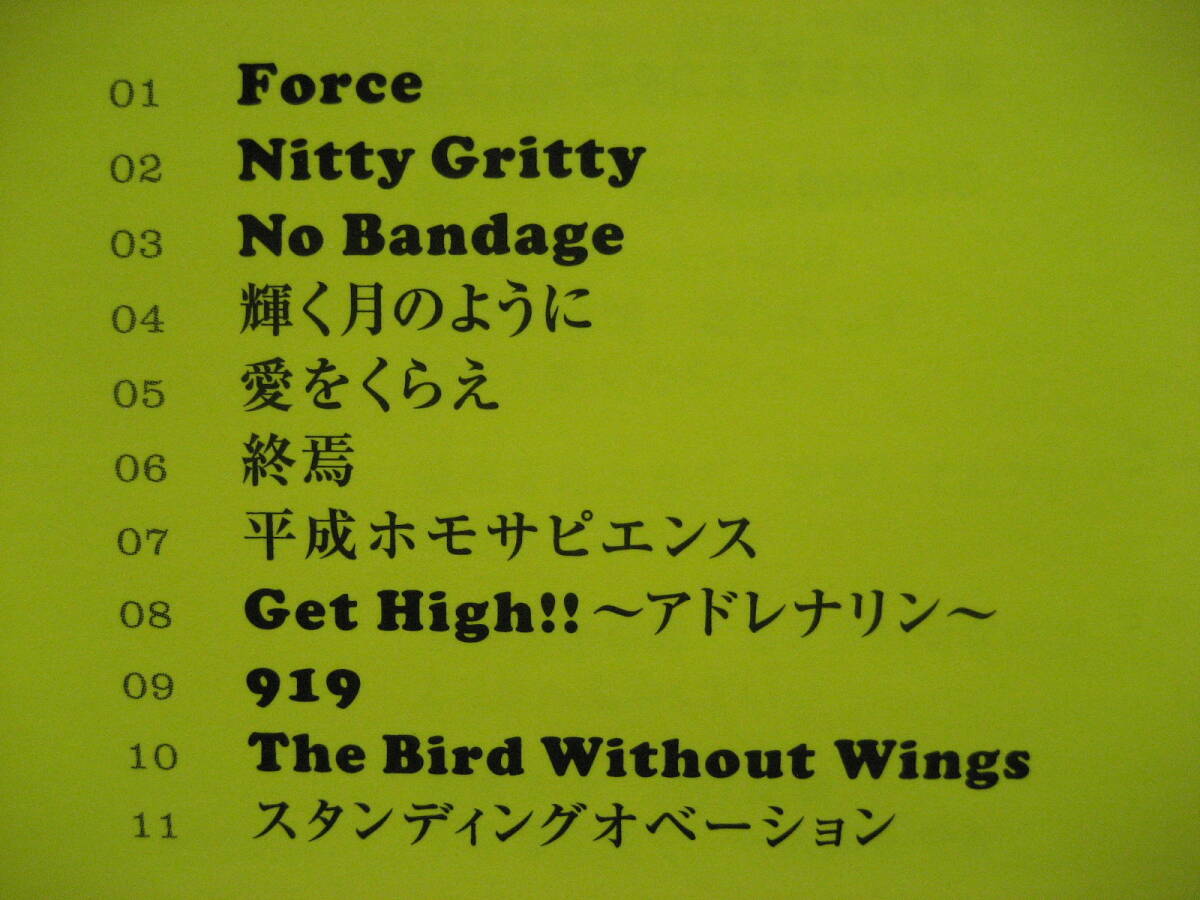 01 Force
02 Nitty Gritty
03 No Bandage
04 輝く月のように
05 愛をくらえ
06 終焉
07 平成ホモサピエンス
08 Get High!! ～アドレナリン～
09 919
10 The Bird Without Wings
11 スタンディングオベーション